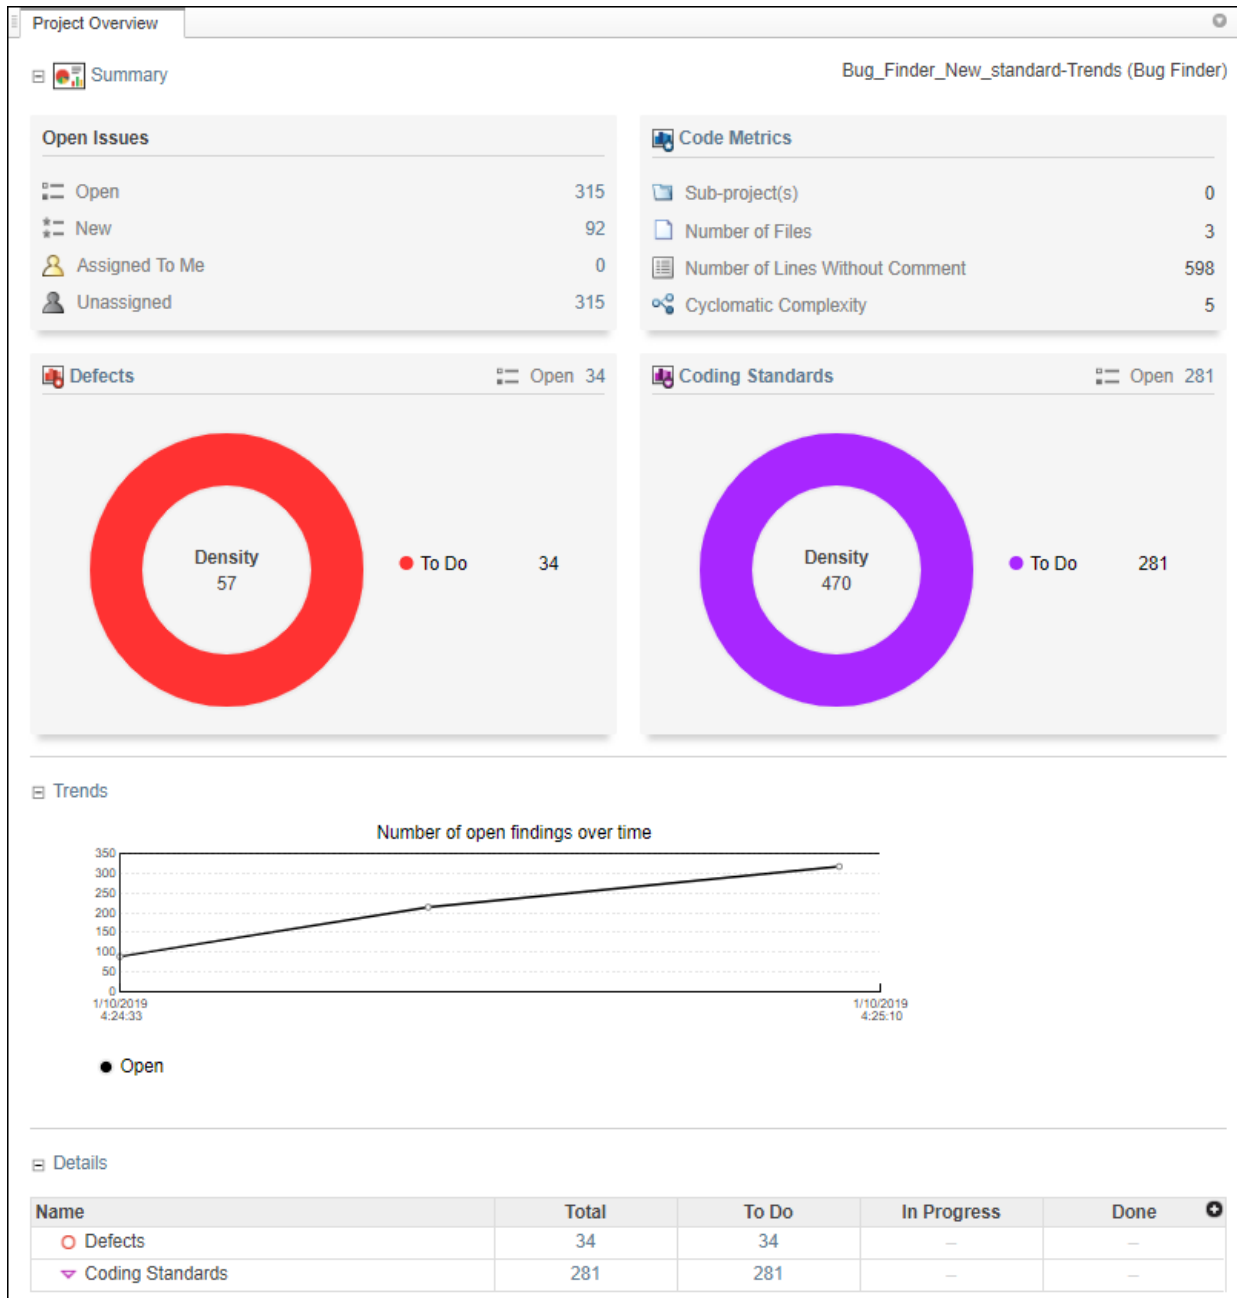 Project Overview
Summary
Bug_Finder_New_standard-Trends (Bug Finder)
Open Issues
Open 315
New 92
Assigned To Me 0
Unassigned 315
Code Metrics
Sub-project(s) 0
Number of Files 3
Number of Lines Without Comment 598
Cyclomatic Complexity 5
Defects Open 34
Density
57
To Do 34
Coding Standards Open 281
Density
470
To Do 281
Trends
Number of open findings over time
350
300
250
200
150
100
50
0
1/10/2019
4:24:33
1/10/2019
4:25:10
Open
Details
Name Total To Do In Progress Done
Defects 34 34 – –
Coding Standards 281 281 – –